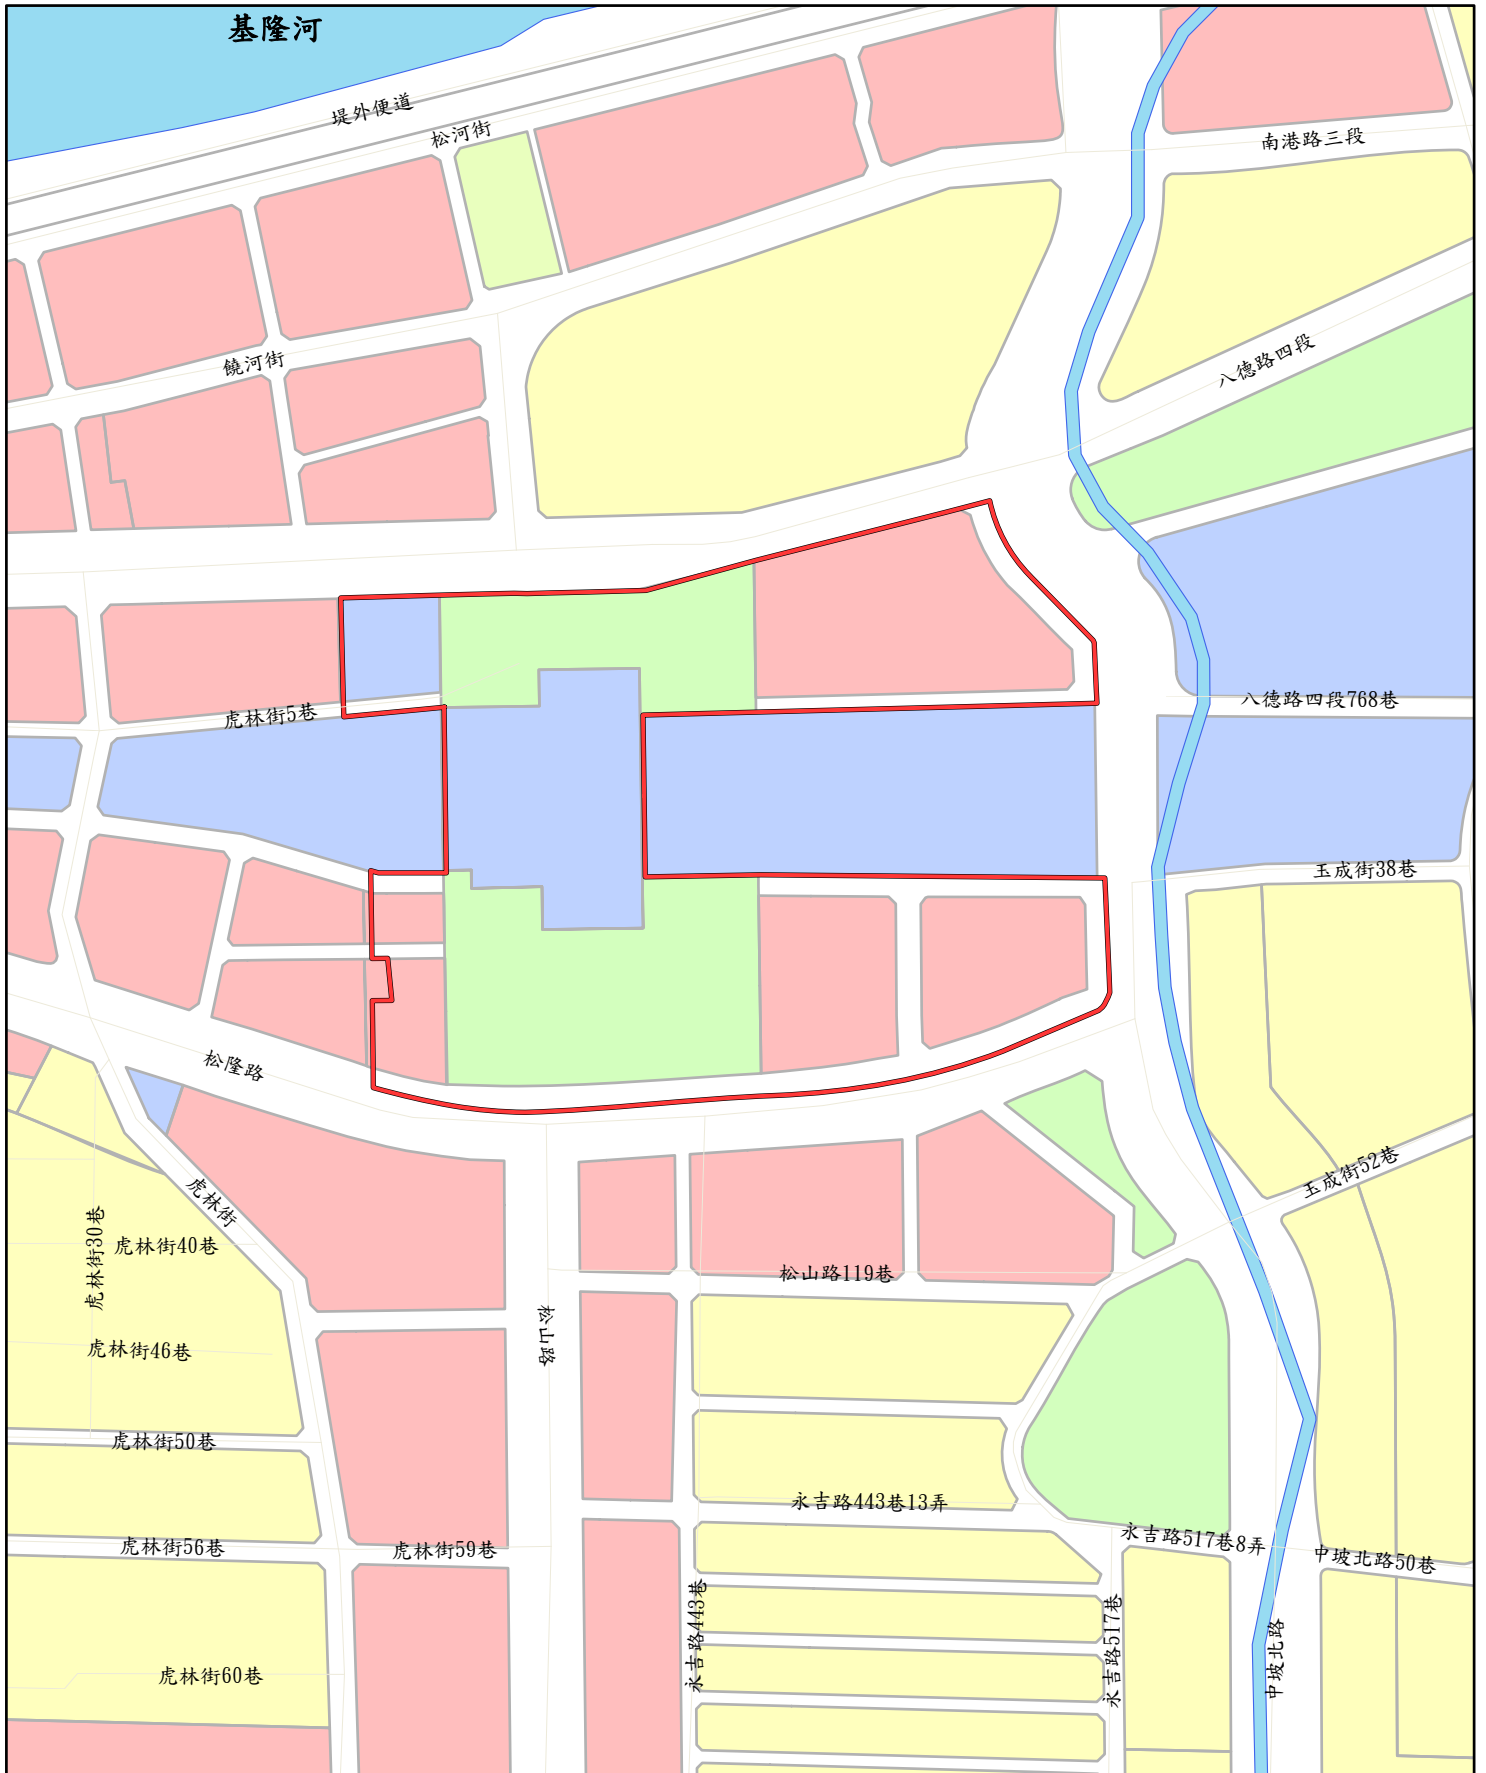 基隆河
堤外便道
松河街
南港路三段
饒河街
八德路四段
虎林街5巷
八德路四段768巷
玉成街38巷
松隆路
虎林街
玉成街52巷
虎林街30巷
虎林街40巷
松山路119巷
松山路
虎林街46巷
虎林街50巷
永吉路443巷13弄
永吉路517巷8弄
虎林街56巷
虎林街59巷
中坡北路50巷
永吉路443巷
永吉路517巷
中坡北路
虎林街60巷